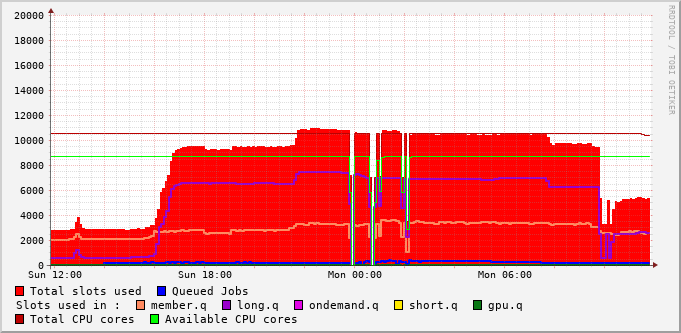 20000
18000
16000
14000
12000
10000
8000
6000
4000
2000
0
Sun 12:00 Sun 18:00 Mon 00:00 Mon 06:00
RRDTOOL / TOBI OETIKER
Total slots used Queued Jobs
Slots used in : member.q long.q ondemand.q short.q gpu.q
Total CPU cores Available CPU cores